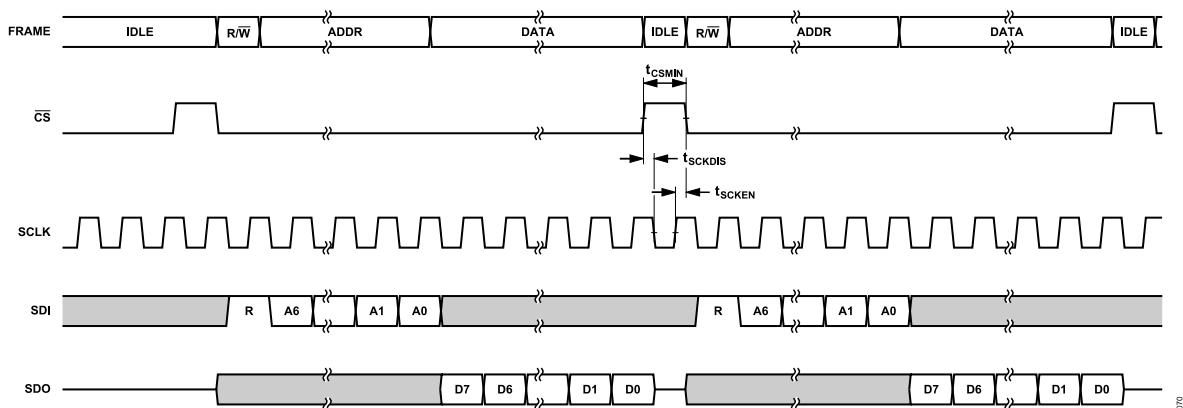 FRAME IDLE R/W̅ ADDR DATA IDLE R/W̅ ADDR DATA IDLE
tCSMIN
C̅S̅
tSCKDIS
tSCKEN
SCLK
SDI R A6 A1 A0 R A6 A1 A0
SDO D7 D6 D1 D0 D7 D6 D1 D0
070